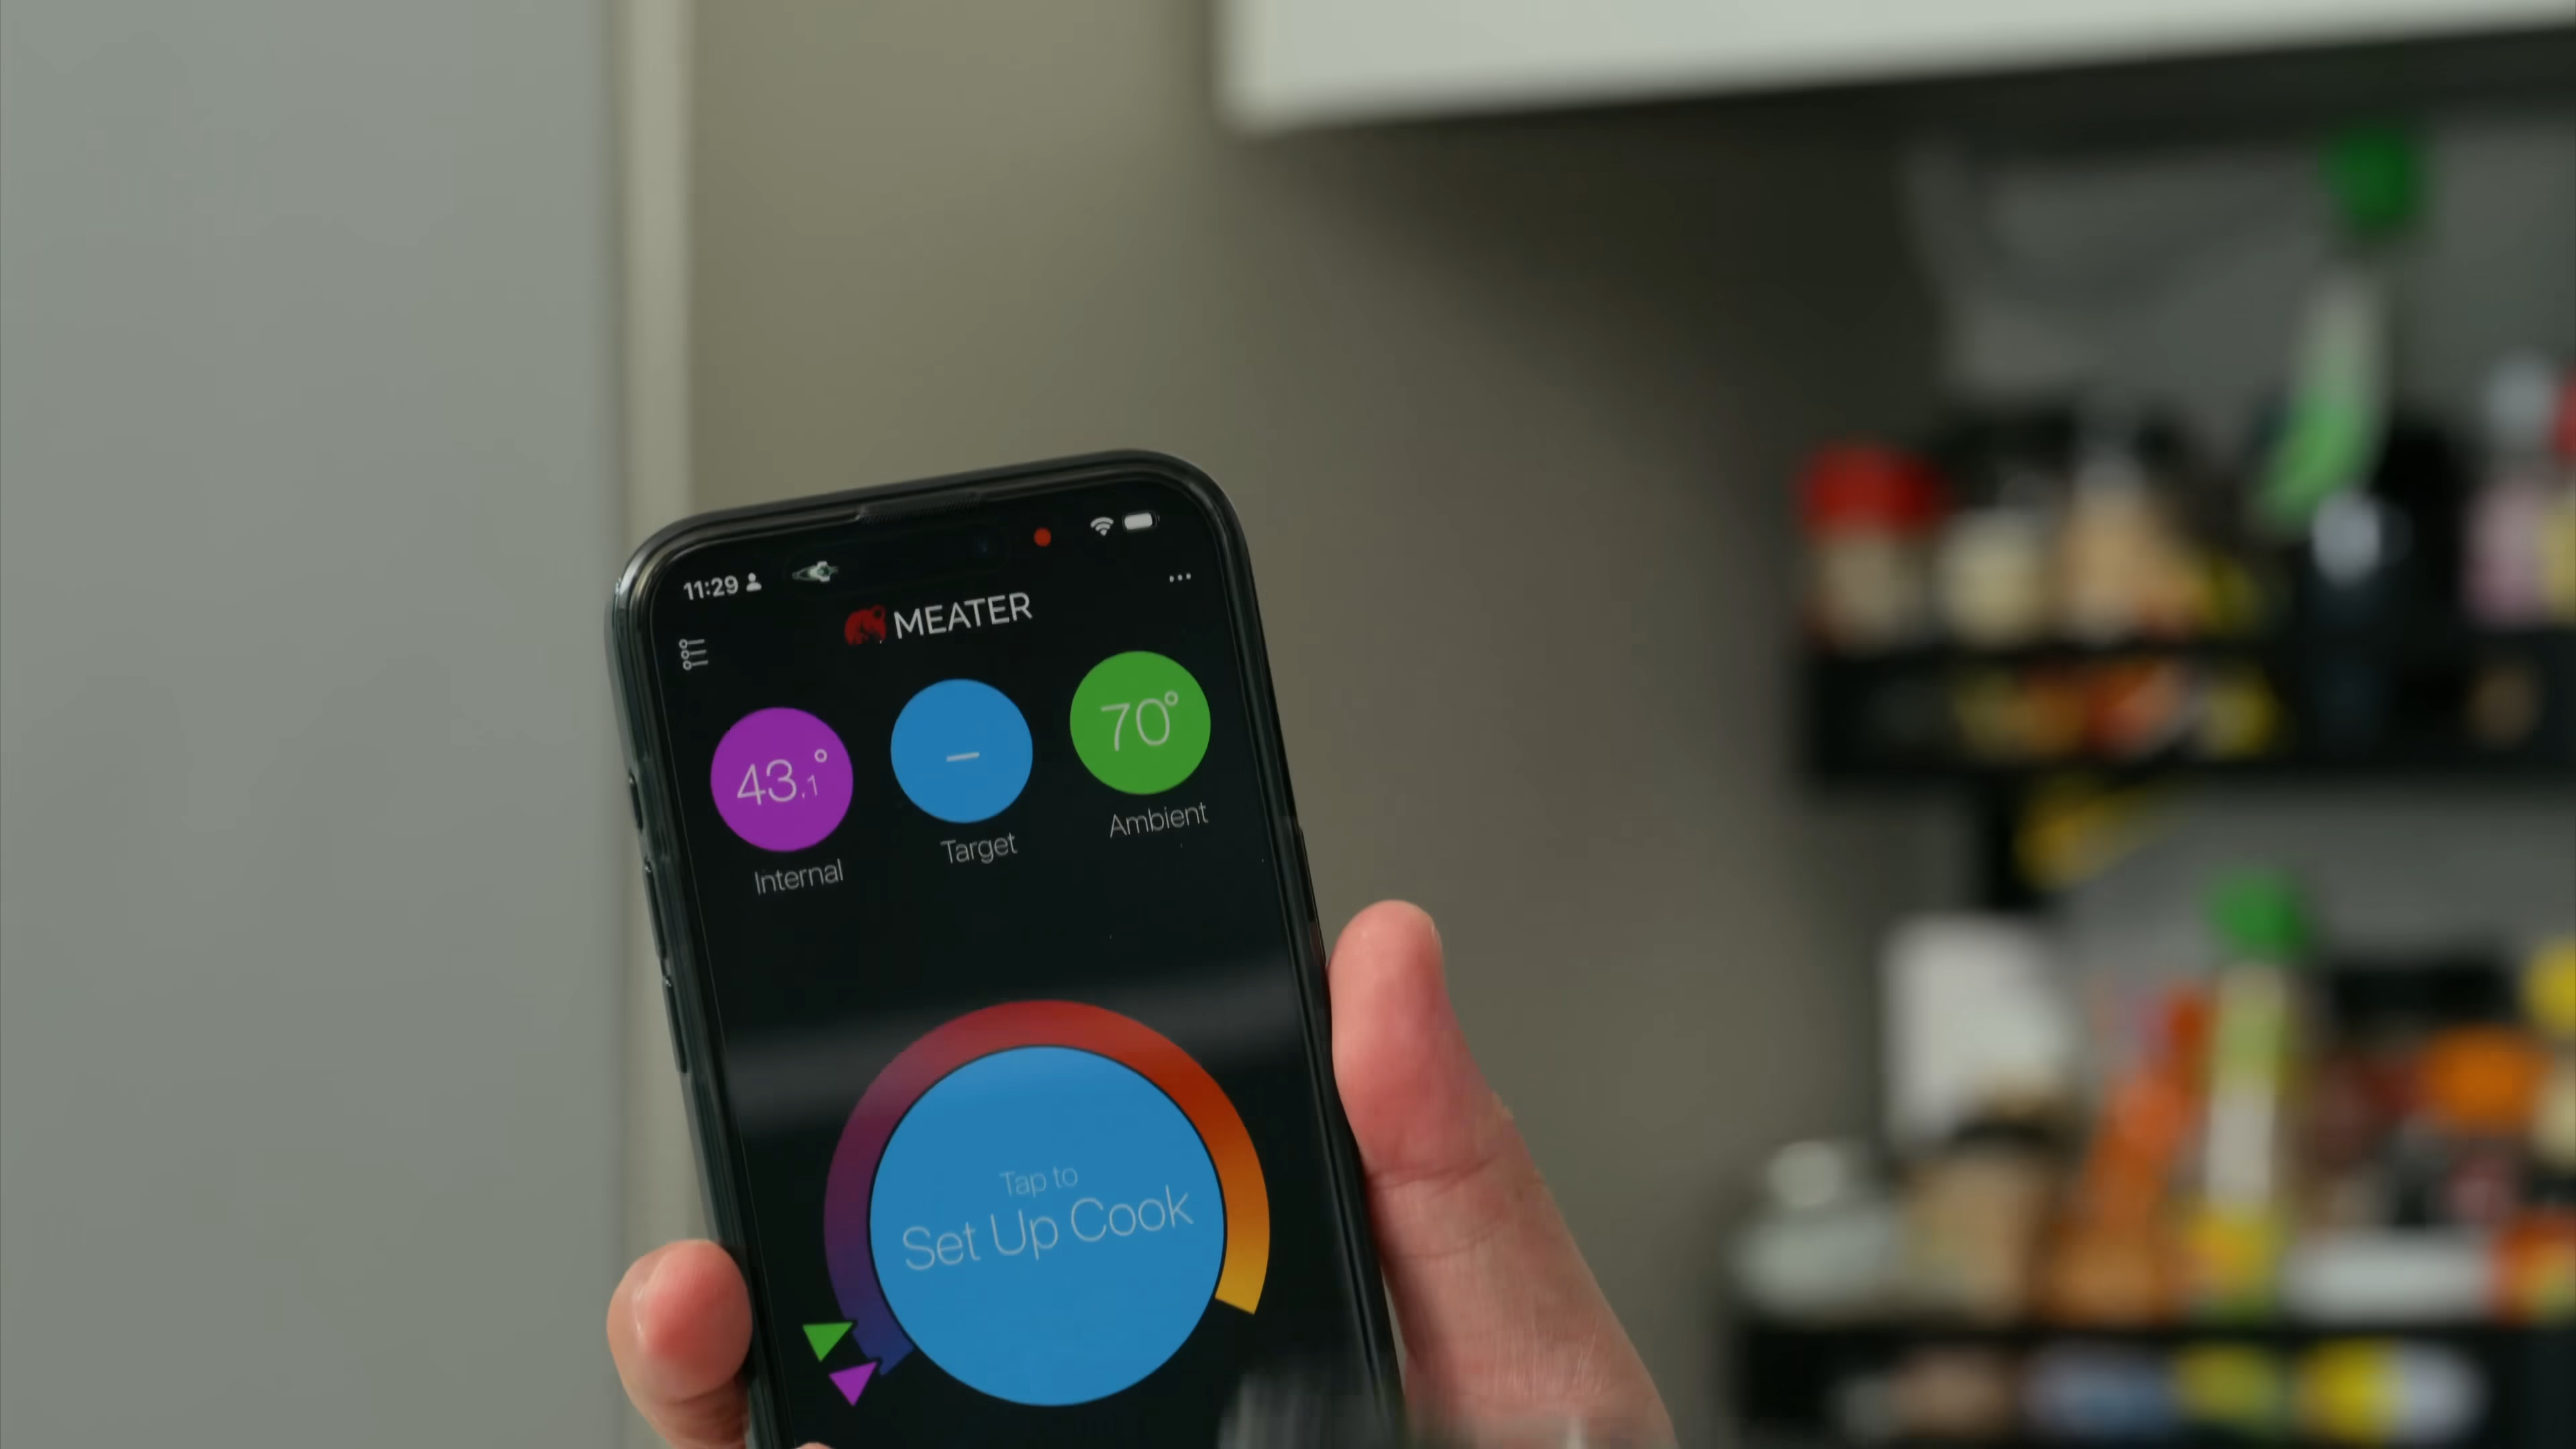 11:29
MEATER
43.1°
–
70°
Internal
Target
Ambient
Tap to
Set Up Cook